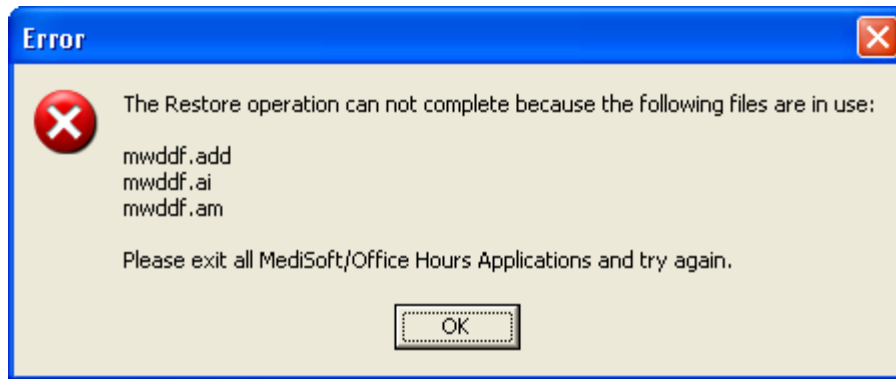 Error
The Restore operation can not complete because the following files are in use:
mwddf.add
mwddf.ai
mwddf.am
Please exit all MediSoft/Office Hours Applications and try again.
OK